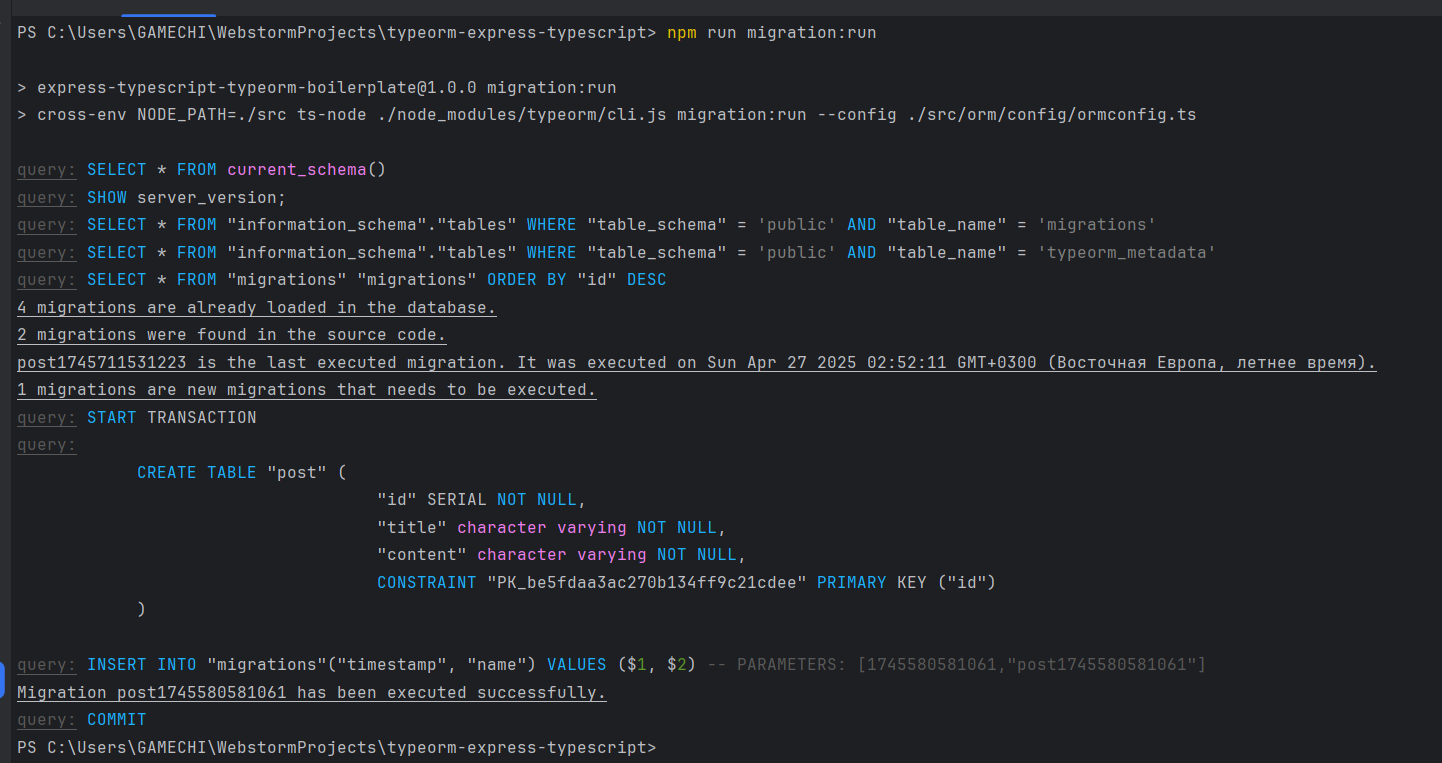 PS C:\Users\GAMECHI\WebstormProjects\typeorm-express-typescript> npm run migration:run
> express-typescript-typeorm-boilerplate@1.0.0 migration:run
> cross-env NODE_PATH=./src ts-node ./node_modules/typeorm/cli.js migration:run --config ./src/orm/config/ormconfig.ts
query: SELECT * FROM current_schema()
query: SHOW server_version;
query: SELECT * FROM "information_schema"."tables" WHERE "table_schema" = 'public' AND "table_name" = 'migrations'
query: SELECT * FROM "information_schema"."tables" WHERE "table_schema" = 'public' AND "table_name" = 'typeorm_metadata'
query: SELECT * FROM "migrations" "migrations" ORDER BY "id" DESC
4 migrations are already loaded in the database.
2 migrations were found in the source code.
post1745711531223 is the last executed migration. It was executed on Sun Apr 27 2025 02:52:11 GMT+0300 (Восточная Европа, летнее время).
1 migrations are new migrations that needs to be executed.
query: START TRANSACTION
query:
CREATE TABLE "post" (
"id" SERIAL NOT NULL,
"title" character varying NOT NULL,
"content" character varying NOT NULL,
CONSTRAINT "PK_be5fdaa3ac270b134ff9c21cdee" PRIMARY KEY ("id")
)
query: INSERT INTO "migrations"("timestamp", "name") VALUES ($1, $2) -- PARAMETERS: [1745580581061,"post1745580581061"]
Migration post1745580581061 has been executed successfully.
query: COMMIT
PS C:\Users\GAMECHI\WebstormProjects\typeorm-express-typescript>